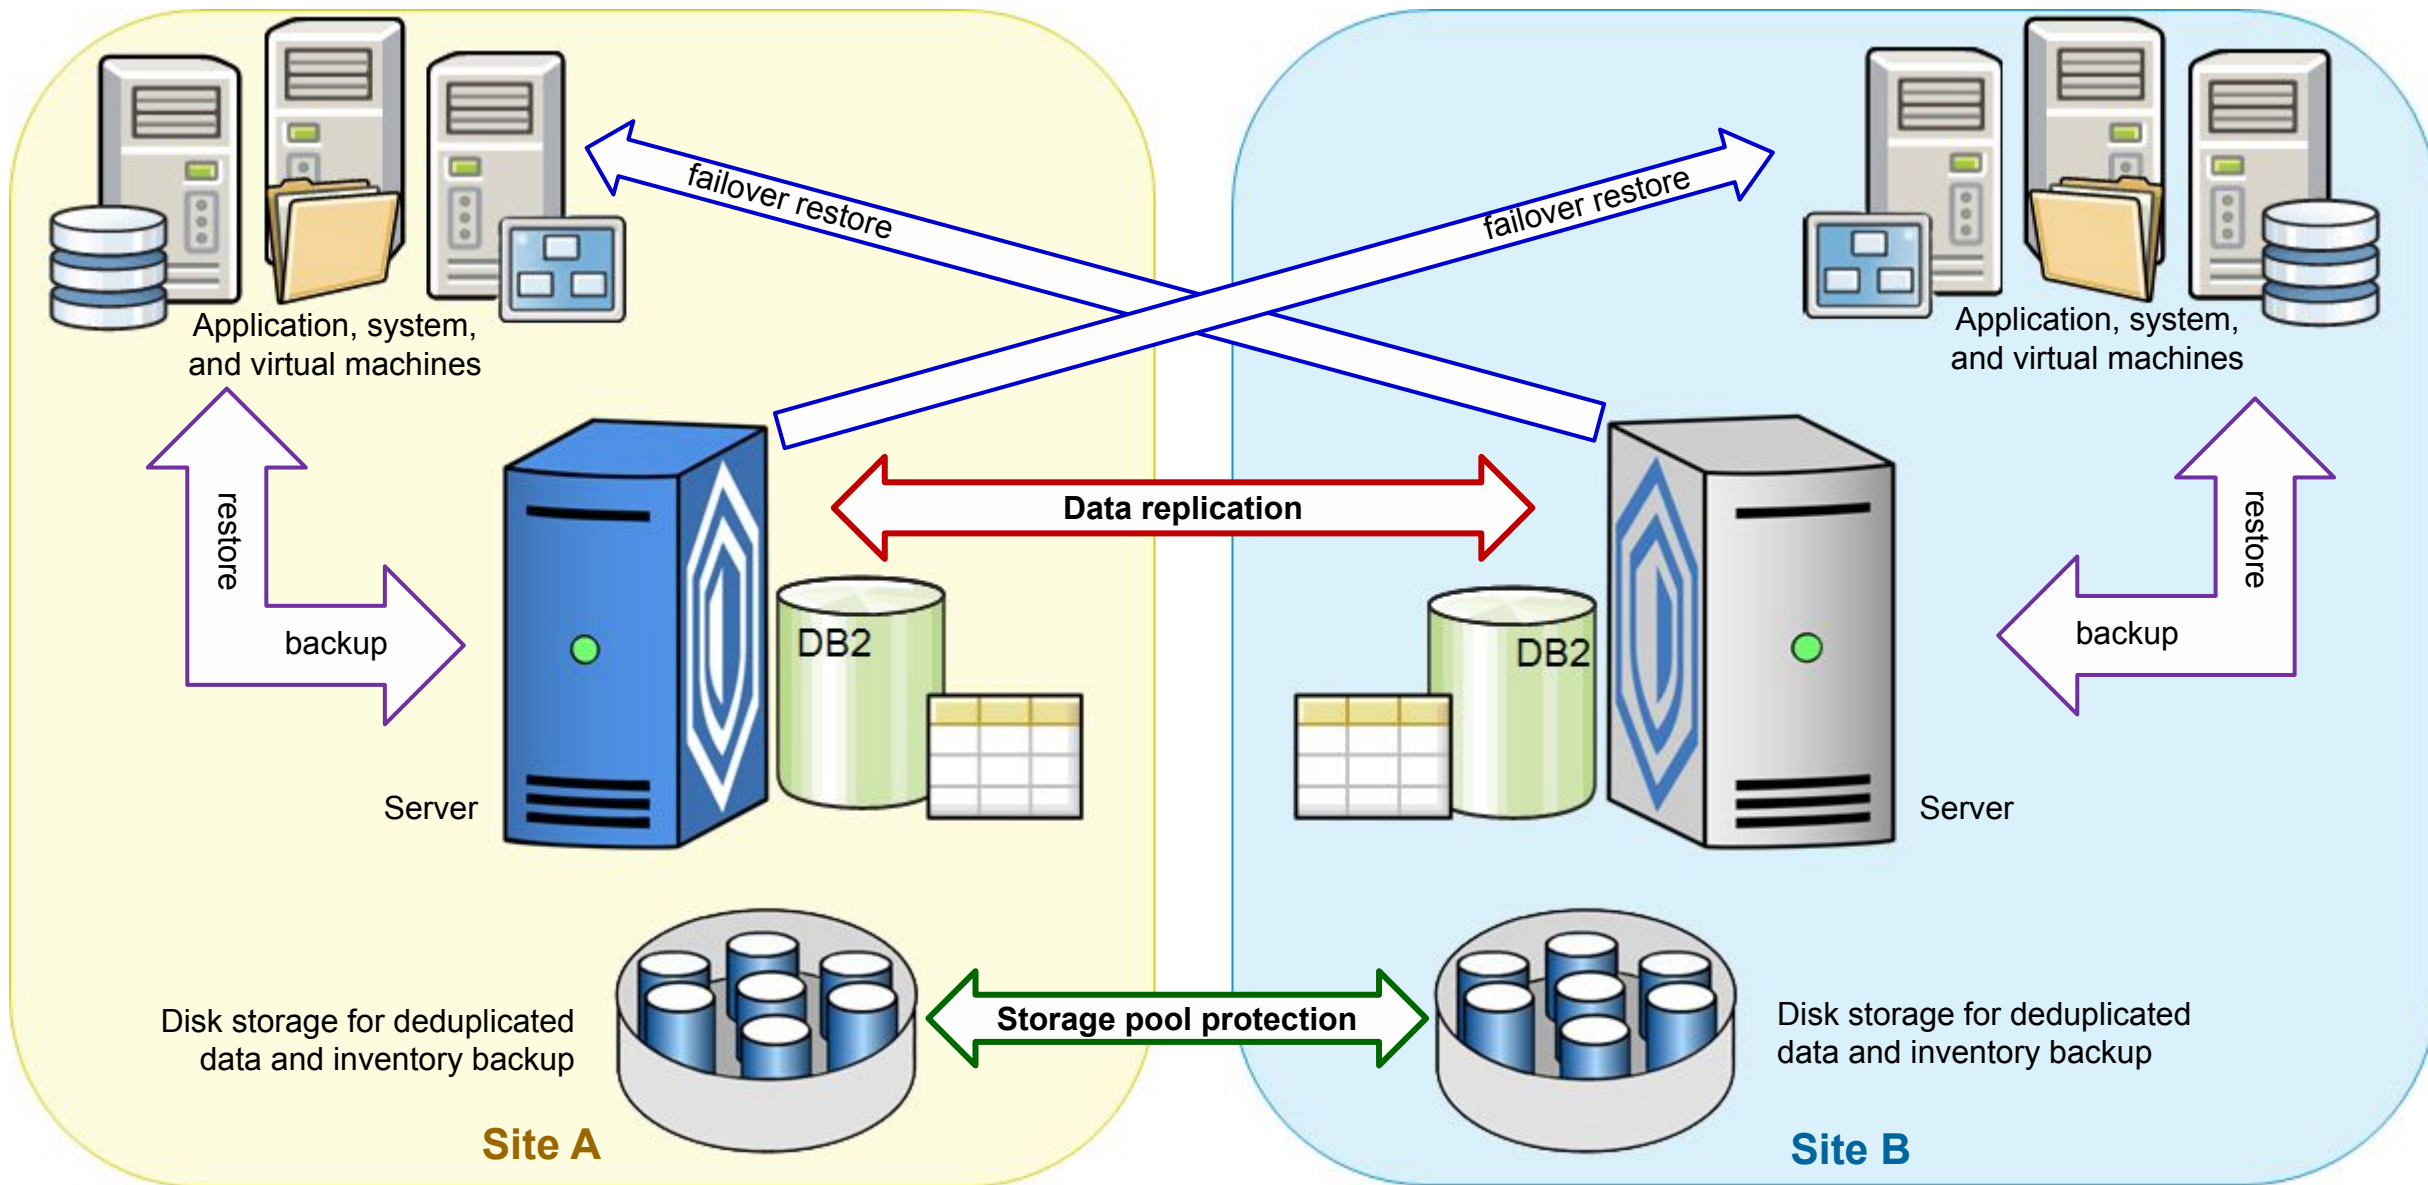 failover restore
failover restore
Application, system,
and virtual machines
Application, system,
and virtual machines
restore
backup
Data replication
restore
backup
DB2
DB2
Server
Server
Disk storage for deduplicated
data and inventory backup
Storage pool protection
Disk storage for deduplicated
data and inventory backup
Site A
Site B